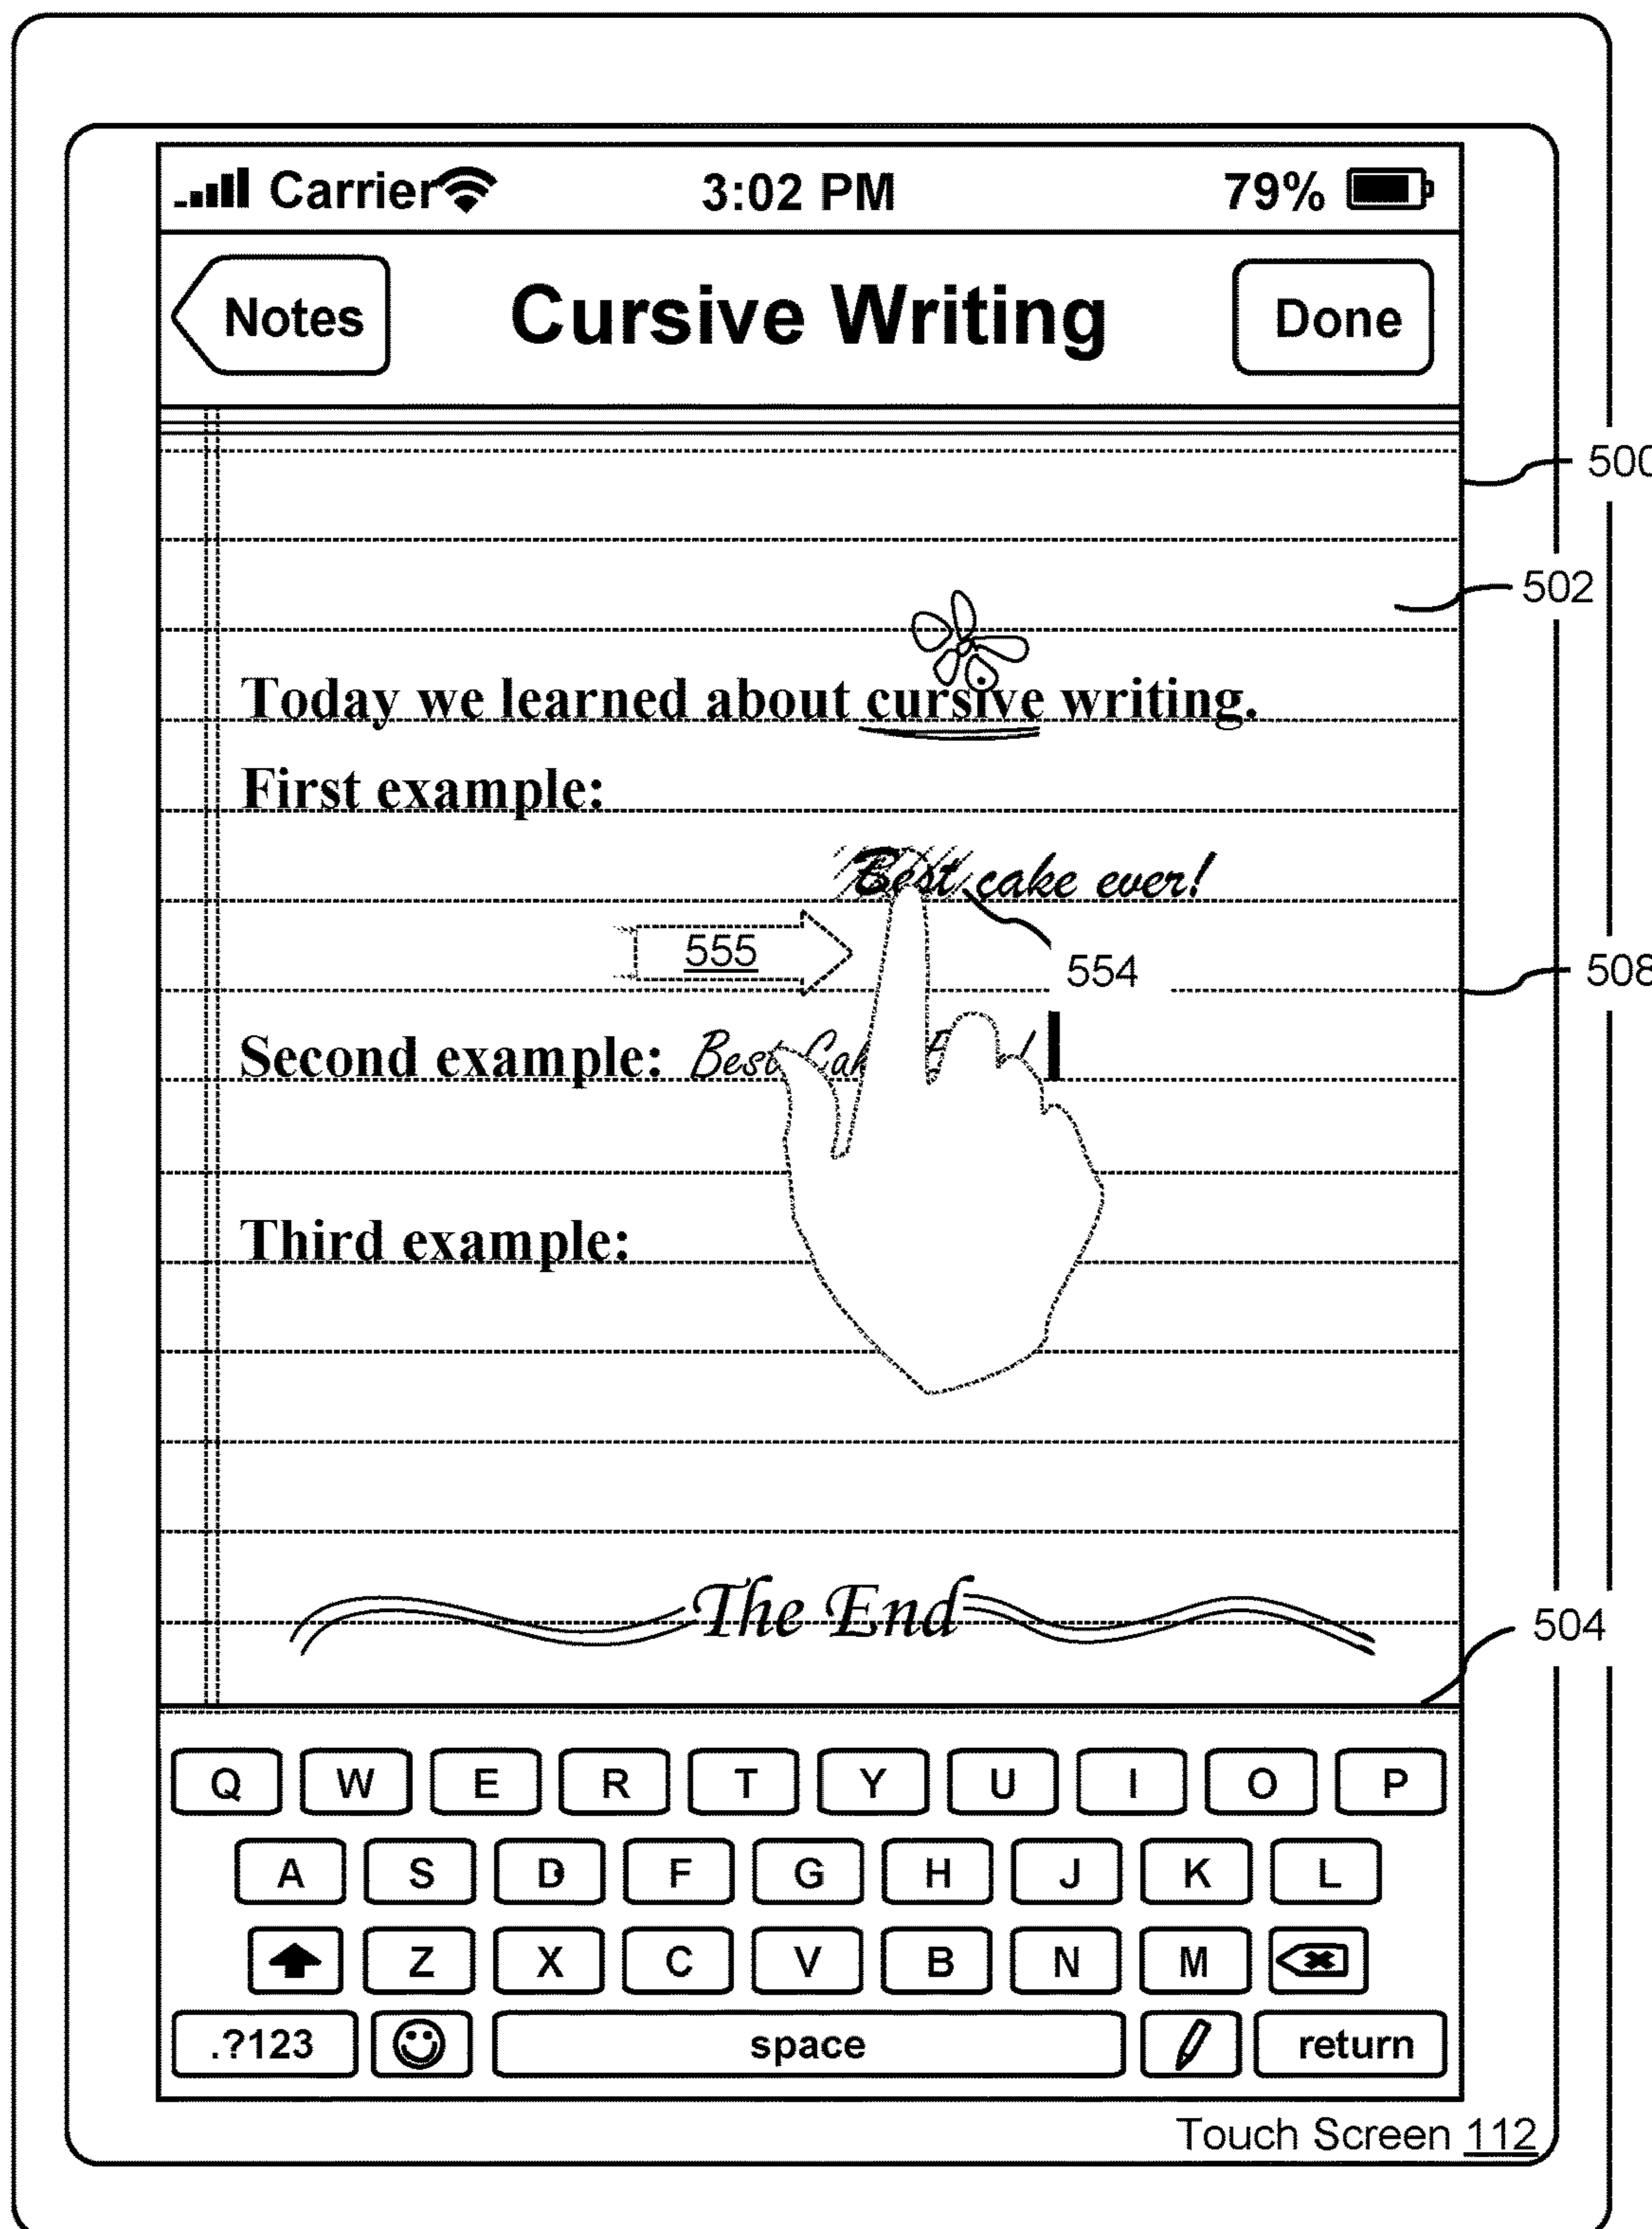 Carrier 3:02 PM 79%
Notes Cursive Writing Done
500
502
Today we learned about cursive writing.
First example:
Best cake ever!
555
554
508
Second example: Best !
Third example:
The End
504
Q W E R T Y U I O P
A S D F G H J K L
Z X C V B N M
.?123 space return
Touch Screen 112